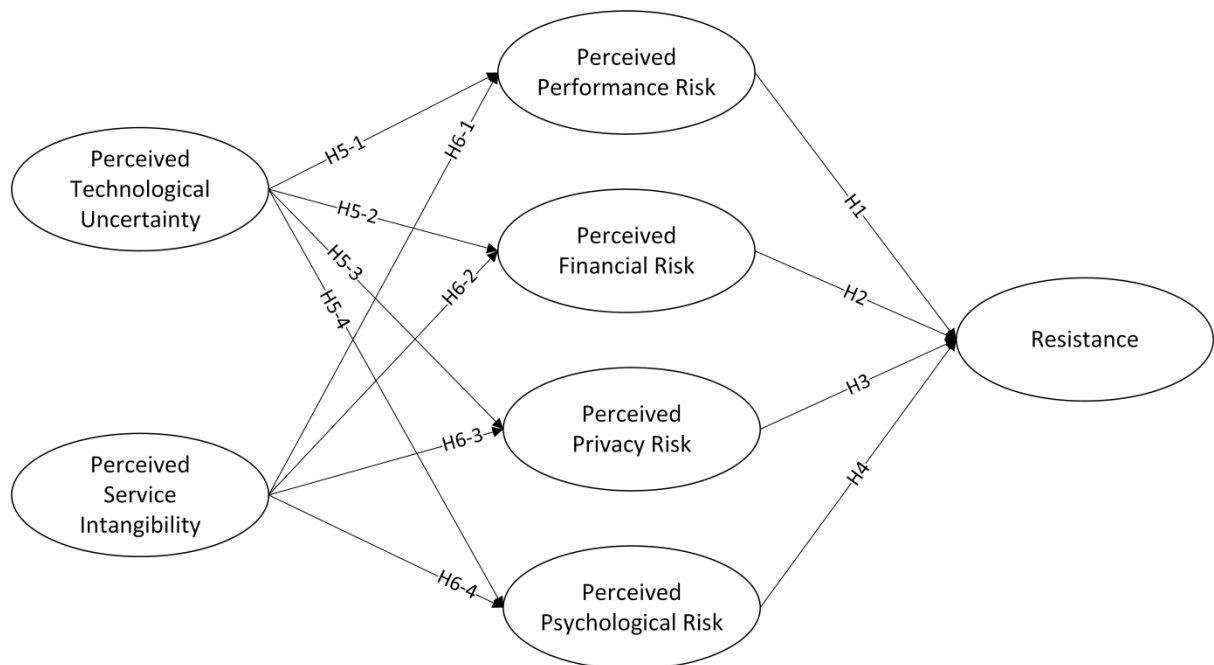 Perceived
Technological
Uncertainty
Perceived
Service
Intangibility
H5-1
H5-2
H5-3
H5-4
H6-1
H6-2
H6-3
H6-4
Perceived
Performance Risk
Perceived
Financial Risk
Perceived
Privacy Risk
Perceived
Psychological Risk
H1
H2
H3
H4
Resistance